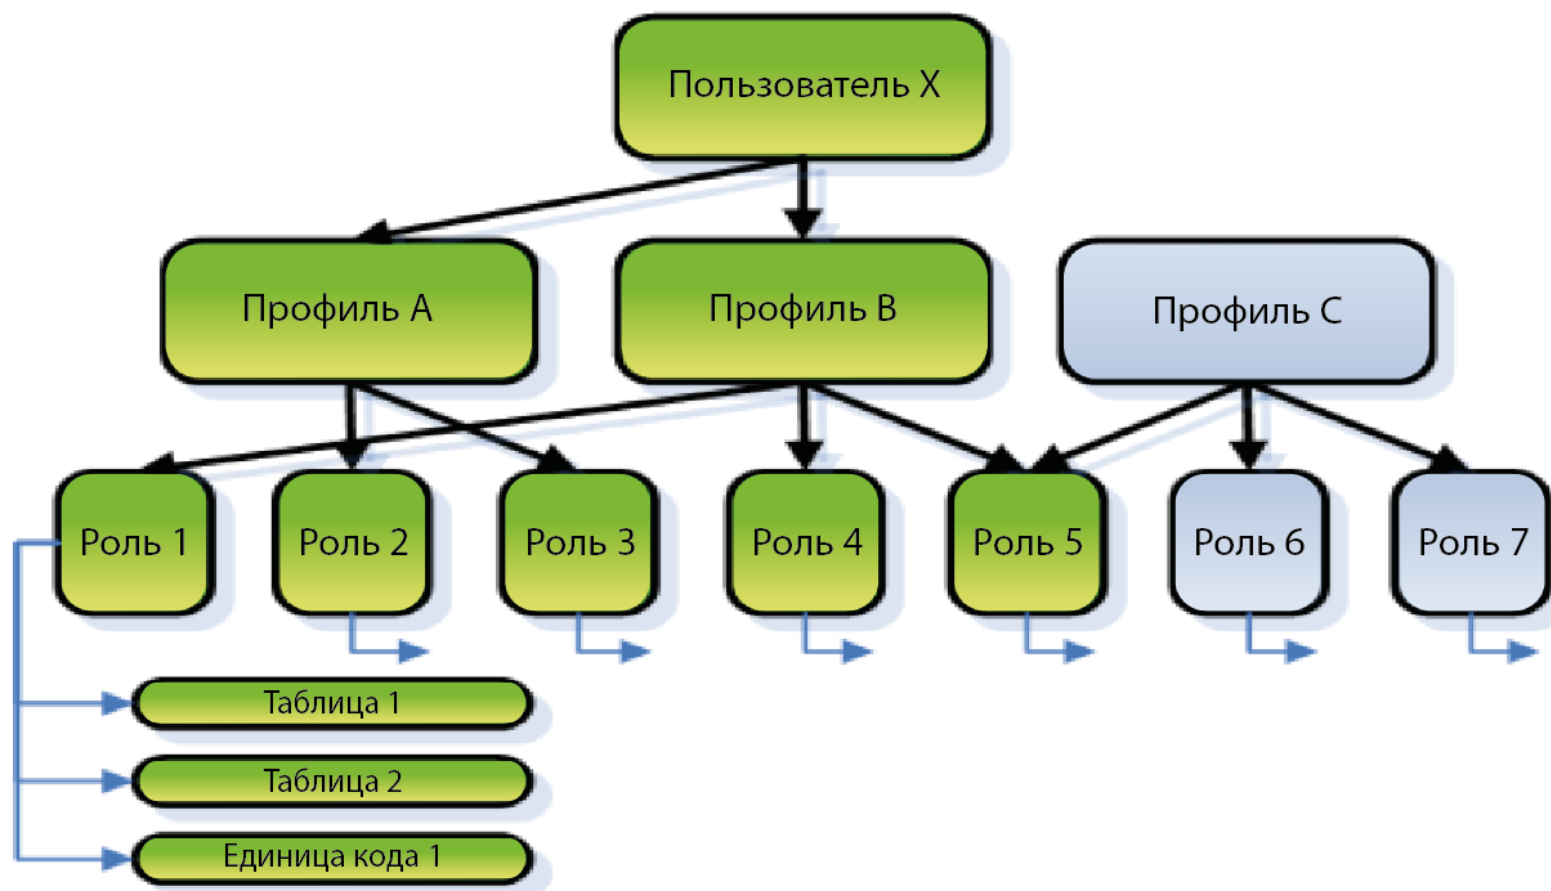 Пользователь X
Профиль A
Профиль B
Профиль C
Роль 1
Роль 2
Роль 3
Роль 4
Роль 5
Роль 6
Роль 7
Таблица 1
Таблица 2
Единица кода 1